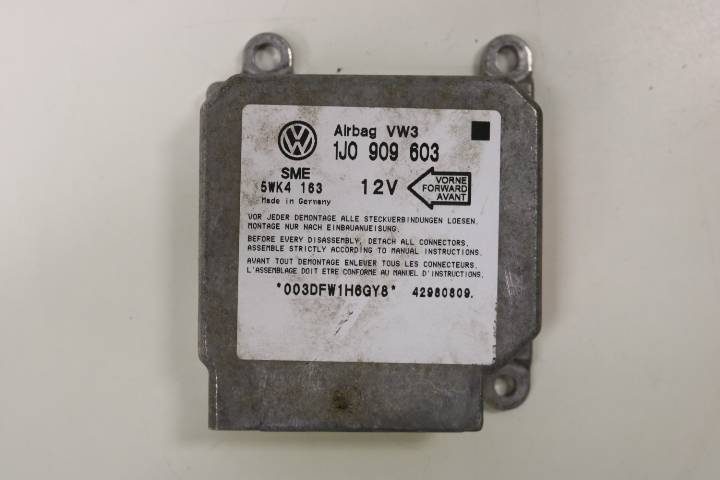 Airbag VW3
1J0 909 603
SME
5WK4 163
Made in Germany
12V
VORNE
FORWARD
AVANT
VOR JEDER DEMONTAGE ALLE STECKVERBINDUNGEN LOESEN.
MONTAGE NUR NACH EINBAUANWEISUNG.
BEFORE EVERY DISASSEMBLY, DETACH ALL CONNECTORS.
ASSEMBLE STRICTLY ACCORDING TO MANUAL INSTRUCTIONS.
AVANT TOUT DEMONTAGE ENLEVER TOUS LES CONNECTEURS.
L'ASSEMBLAGE DOIT ÊTRE CONFORME AU MANUEL D'INSTRUCTIONS.
*003DFW1H6GY8* 42980809.